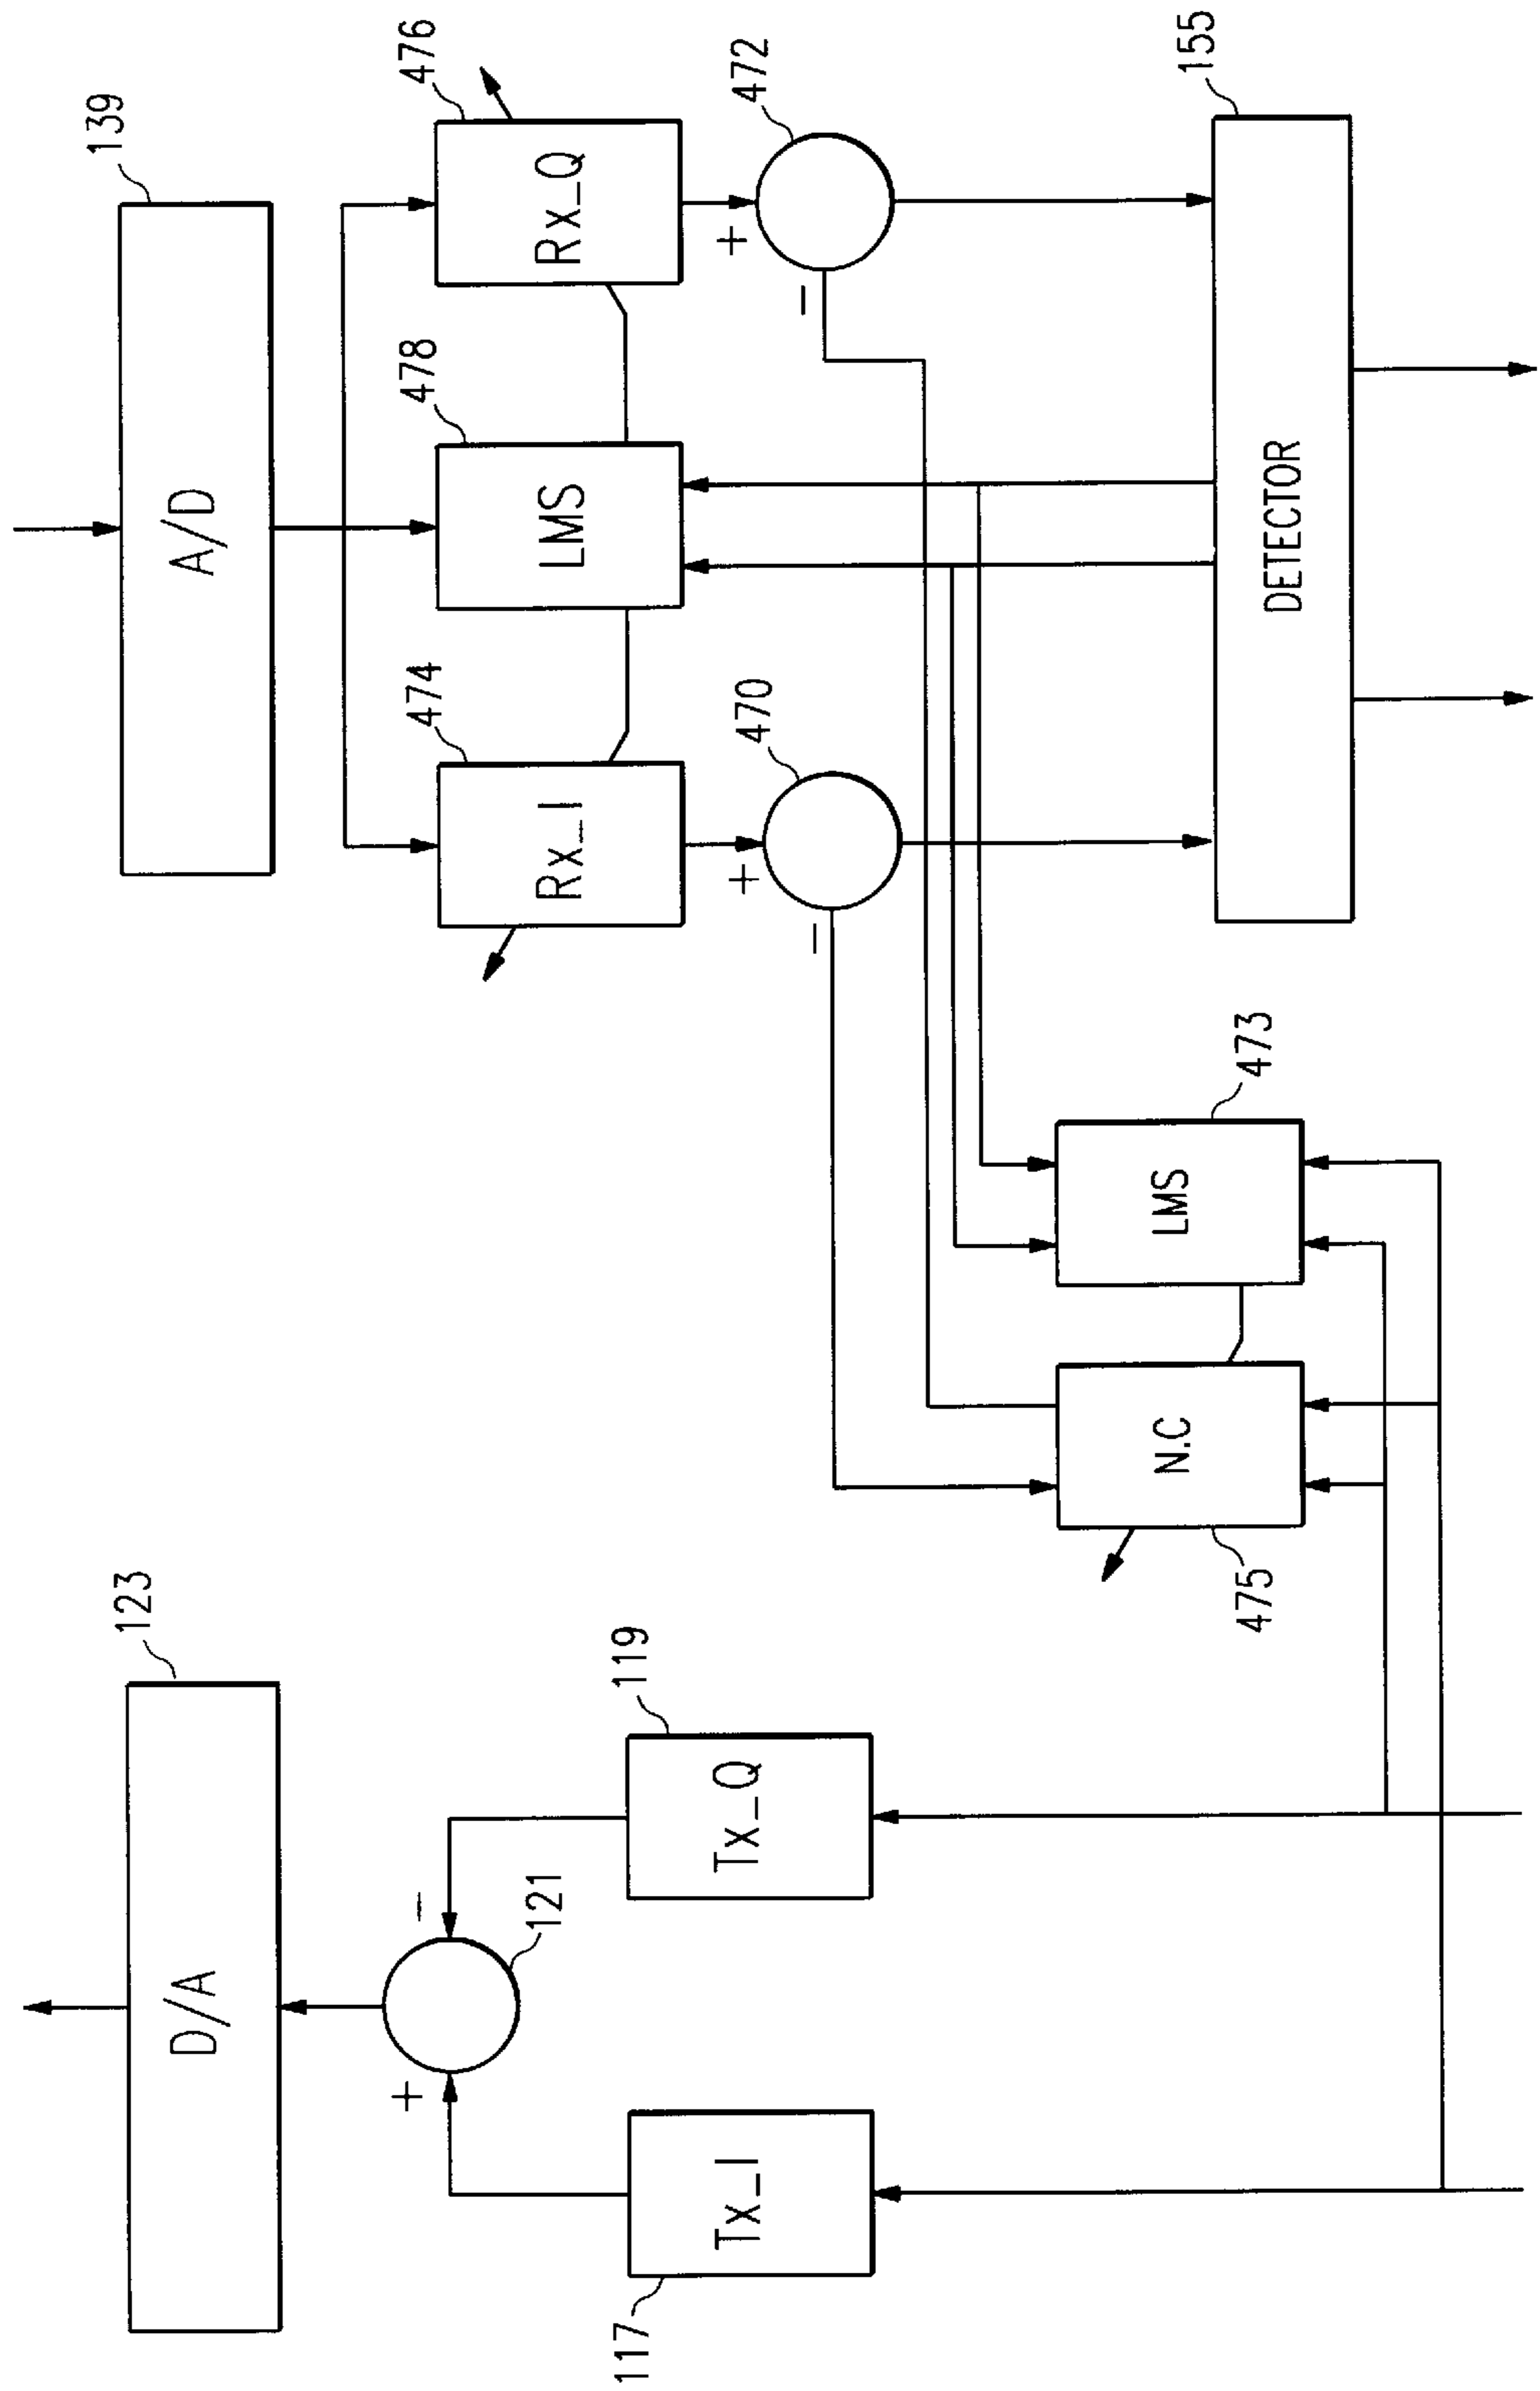 139
A/D
476
Rx_Q
478
LMS
474
Rx_I
472
+
−
470
+
−
155
DETECTOR
473
LMS
475
N.C
123
D/A
119
Tx_Q
121
−
+
117
Tx_I